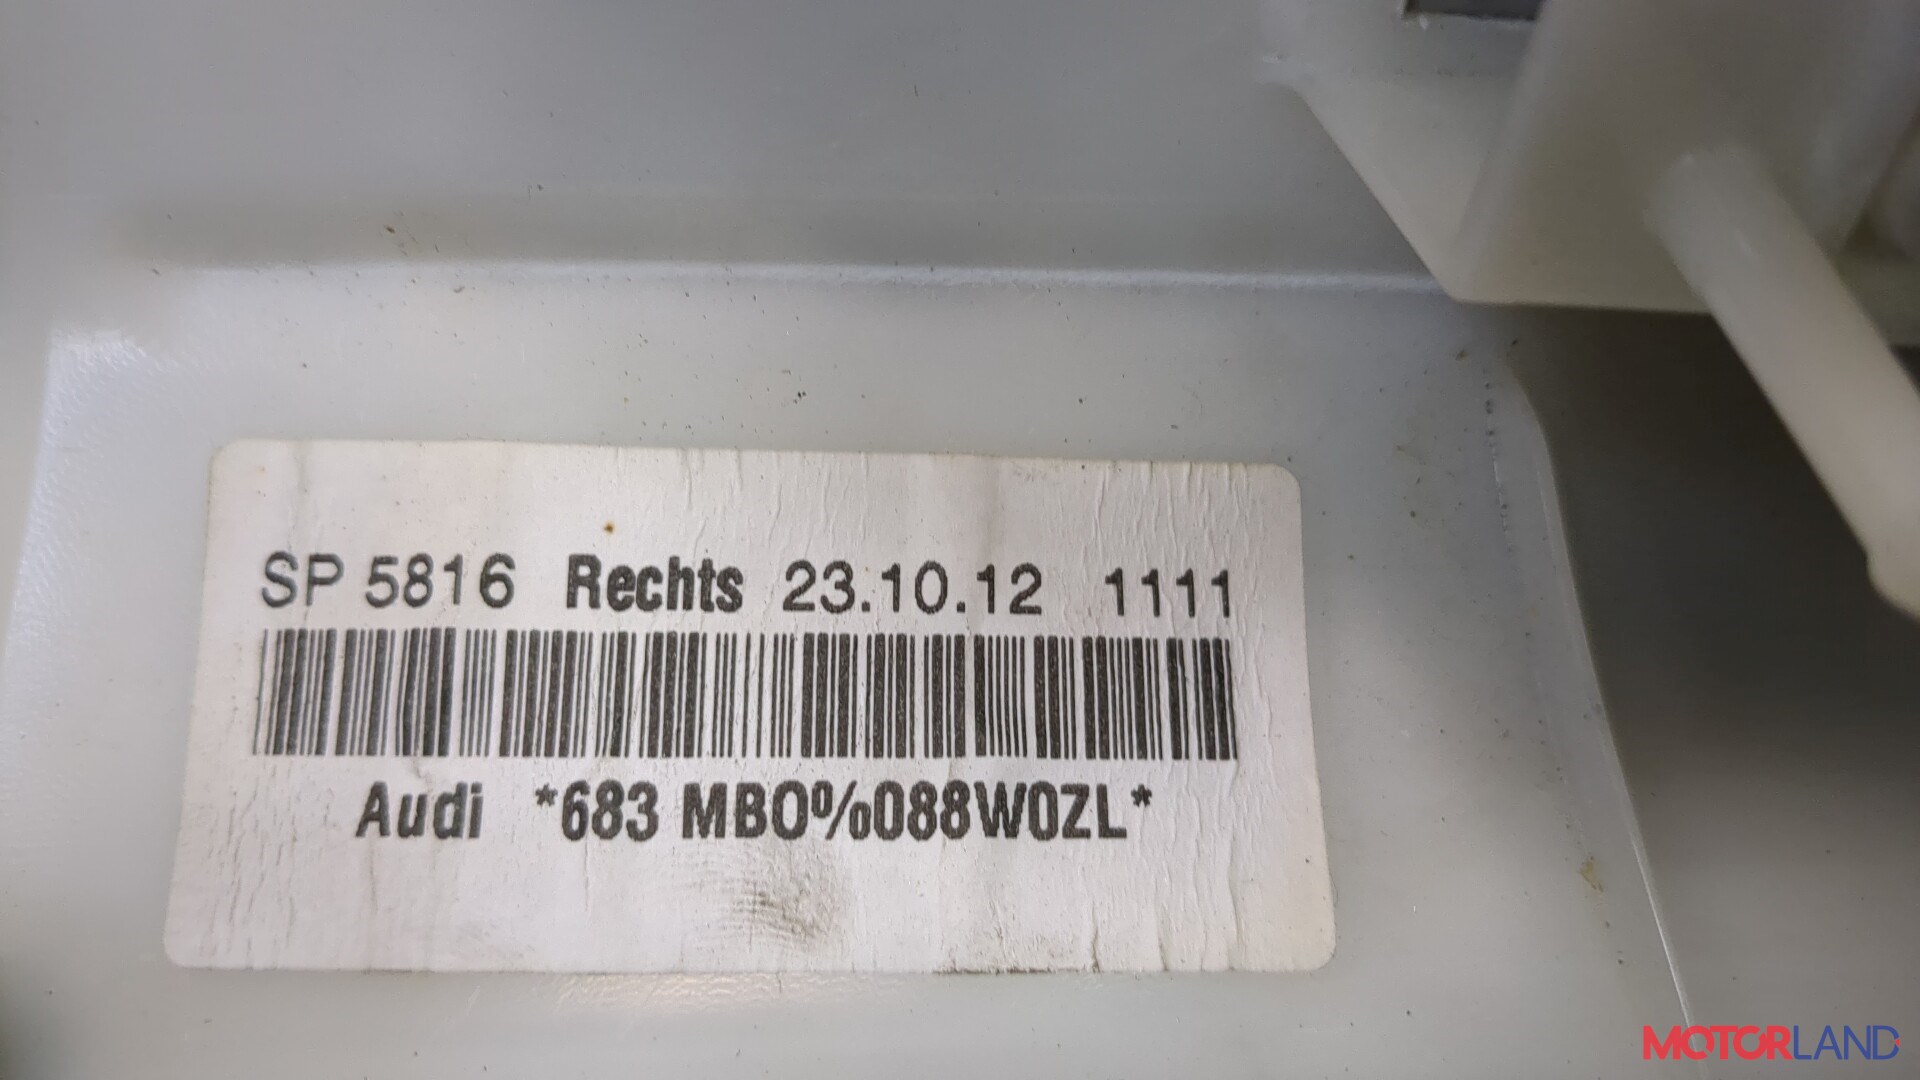 SP 5816 Rechts 23.10.12 1111
Audi *683 MBO%088W0ZL*
MOTORLAND